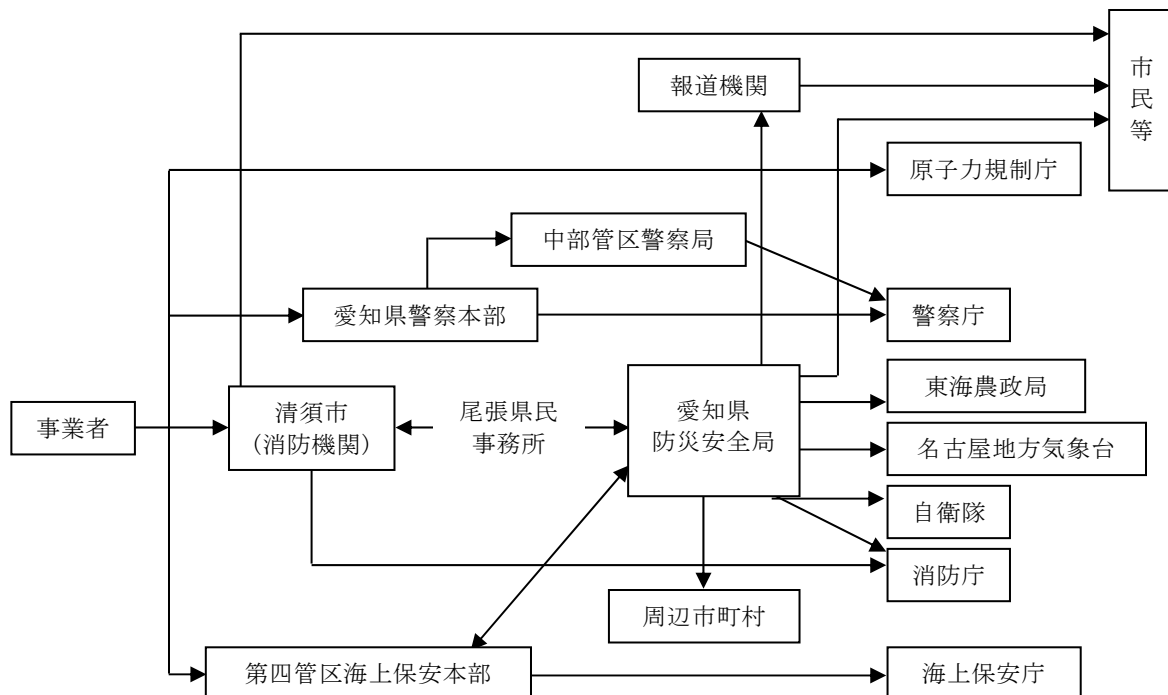 市
民
等
報道機関
原子力規制庁
中部管区警察局
愛知県警察本部
警察庁
東海農政局
事業者
清須市
(消防機関)
尾張県民
事務所
愛知県
防災安全局
名古屋地方気象台
自衛隊
消防庁
周辺市町村
第四管区海上保安本部
海上保安庁